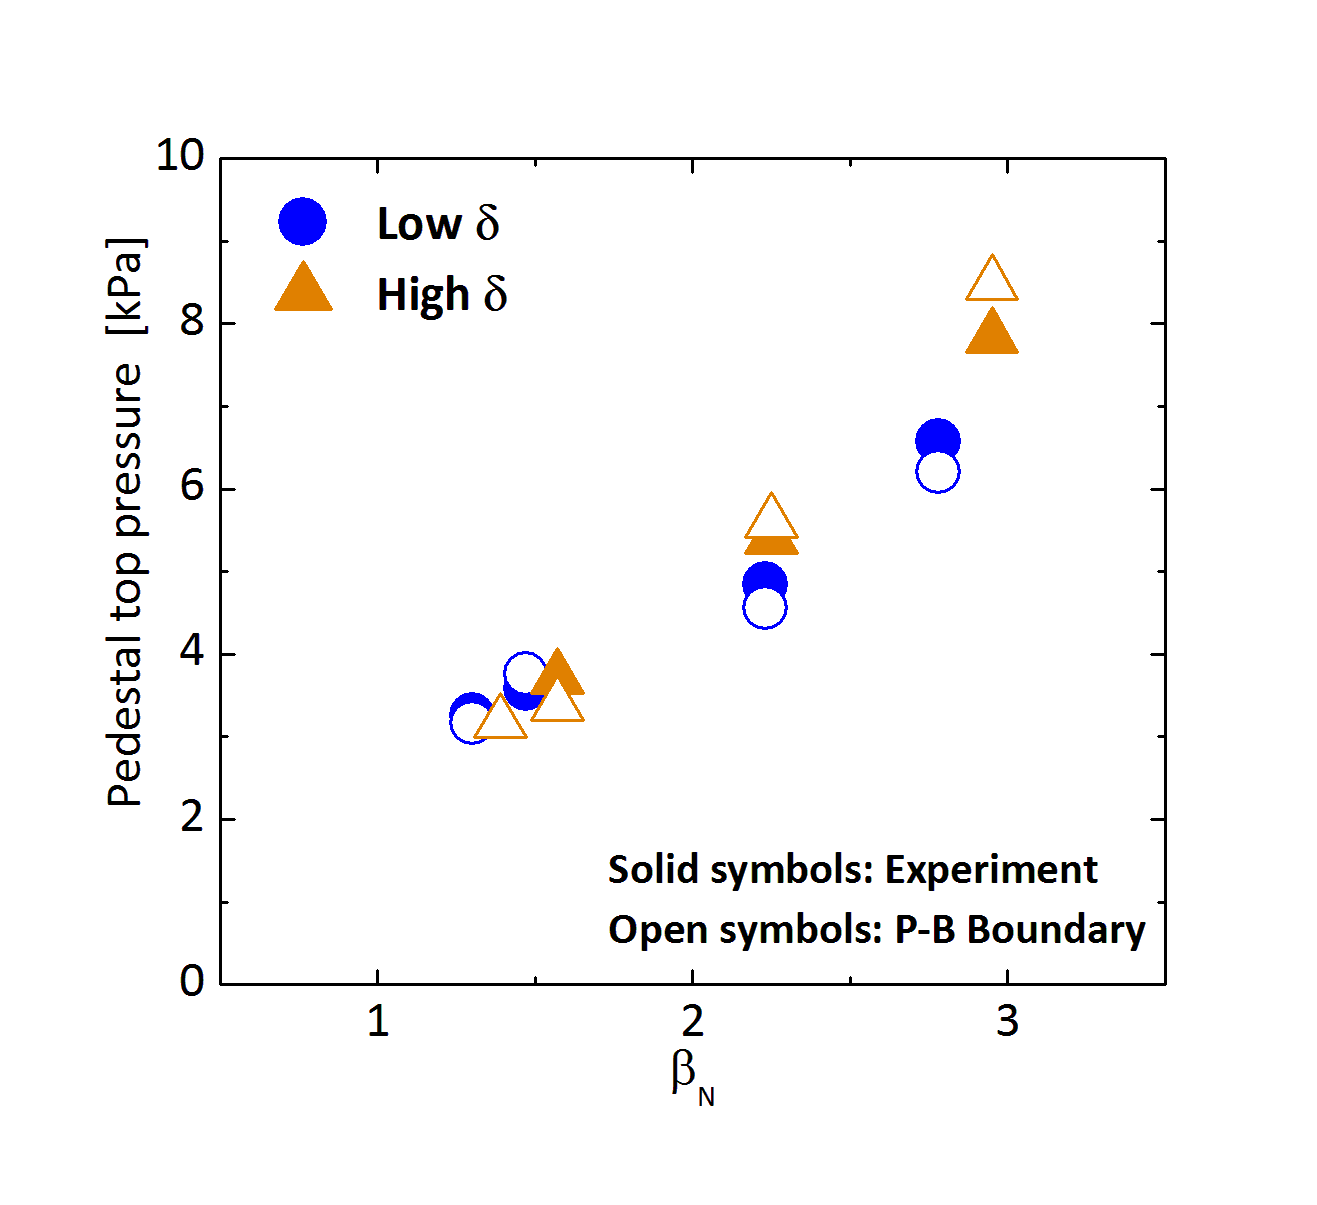 10
8
6
4
2
0
Pedestal top pressure [kPa]
Low δ
High δ
Solid symbols: Experiment
Open symbols: P-B Boundary
1 2 3
βN